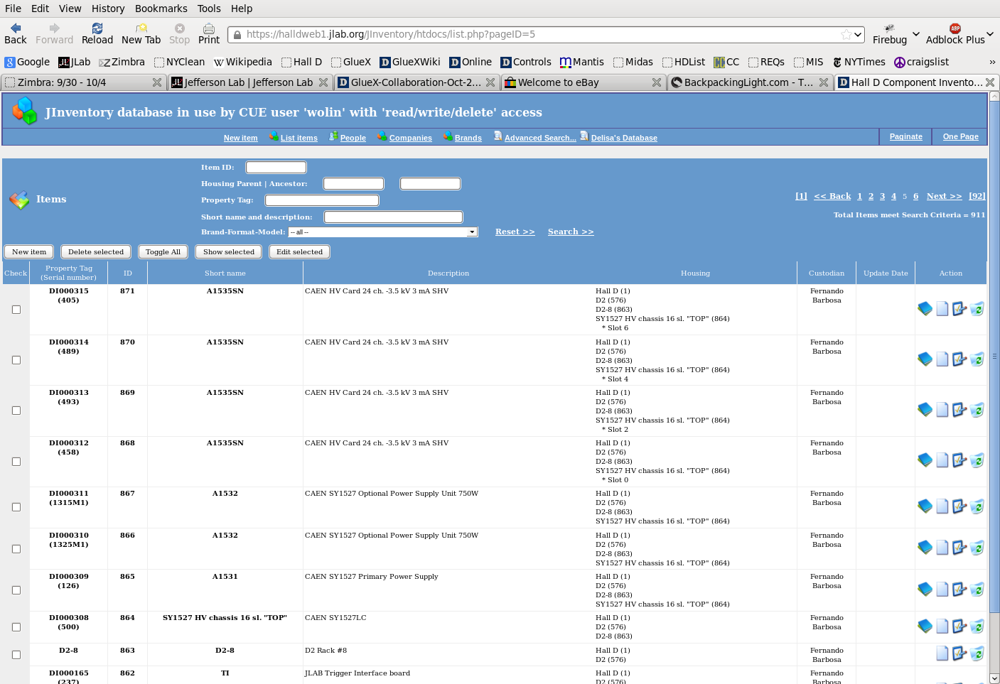 File Edit View History Bookmarks Tools Help
Back Forward Reload New Tab Stop Print https://halldweb1.jlab.org/JInventory/htdocs/list.php?pageID=5 Firebug ABP Adblock Plus
Google JLab Zimbra NYClean Wikipedia Hall D GlueX GlueXWiki Online Controls Mantis Midas HDList CC REQs MIS NYTimes craigslist »
Zimbra: 9/30 - 10/4 Jefferson Lab | Jefferson Lab GlueX-Collaboration-Oct-2... Welcome to eBay BackpackingLight.com - T... Hall D Component Invento...
JInventory database in use by CUE user 'wolin' with 'read/write/delete' access
New item List items People Companies Brands Advanced Search... Delisa's Database Paginate One Page
Item ID:
Housing Parent | Ancestor:
Items
Property Tag:
[1] << Back 1 2 3 4 5 6 Next >> [92]
Short name and description:
Total Items meet Search Criteria = 911
Brand-Format-Model: -- all -- Reset >> Search >>
New item Delete selected Toggle All Show selected Edit selected
Check Property Tag (Serial number) ID Short name Description Housing Custodian Update Date Action
DI000315 871 A1535SN CAEN HV Card 24 ch. -3.5 kV 3 mA SHV Hall D (1) Fernando
(405) D2 (576) Barbosa
D2-8 (863)
SY1527 HV chassis 16 sl. "TOP" (864)
* Slot 6
DI000314 870 A1535SN CAEN HV Card 24 ch. -3.5 kV 3 mA SHV Hall D (1) Fernando
(489) D2 (576) Barbosa
D2-8 (863)
SY1527 HV chassis 16 sl. "TOP" (864)
* Slot 4
DI000313 869 A1535SN CAEN HV Card 24 ch. -3.5 kV 3 mA SHV Hall D (1) Fernando
(493) D2 (576) Barbosa
D2-8 (863)
SY1527 HV chassis 16 sl. "TOP" (864)
* Slot 2
DI000312 868 A1535SN CAEN HV Card 24 ch. -3.5 kV 3 mA SHV Hall D (1) Fernando
(458) D2 (576) Barbosa
D2-8 (863)
SY1527 HV chassis 16 sl. "TOP" (864)
* Slot 0
DI000311 867 A1532 CAEN SY1527 Optional Power Supply Unit 750W Hall D (1) Fernando
(1315M1) D2 (576) Barbosa
D2-8 (863)
SY1527 HV chassis 16 sl. "TOP" (864)
DI000310 866 A1532 CAEN SY1527 Optional Power Supply Unit 750W Hall D (1) Fernando
(1325M1) D2 (576) Barbosa
D2-8 (863)
SY1527 HV chassis 16 sl. "TOP" (864)
DI000309 865 A1531 CAEN SY1527 Primary Power Supply Hall D (1) Fernando
(126) D2 (576) Barbosa
D2-8 (863)
SY1527 HV chassis 16 sl. "TOP" (864)
DI000308 864 SY1527 HV chassis 16 sl. "TOP" CAEN SY1527LC Hall D (1) Fernando
(500) D2 (576) Barbosa
D2-8 (863)
D2-8 863 D2-8 D2 Rack #8 Hall D (1) Fernando
D2 (576) Barbosa
DI000165 862 TI JLAB Trigger Interface board Hall D (1) Fernando
(237) D2 (576) Barbosa